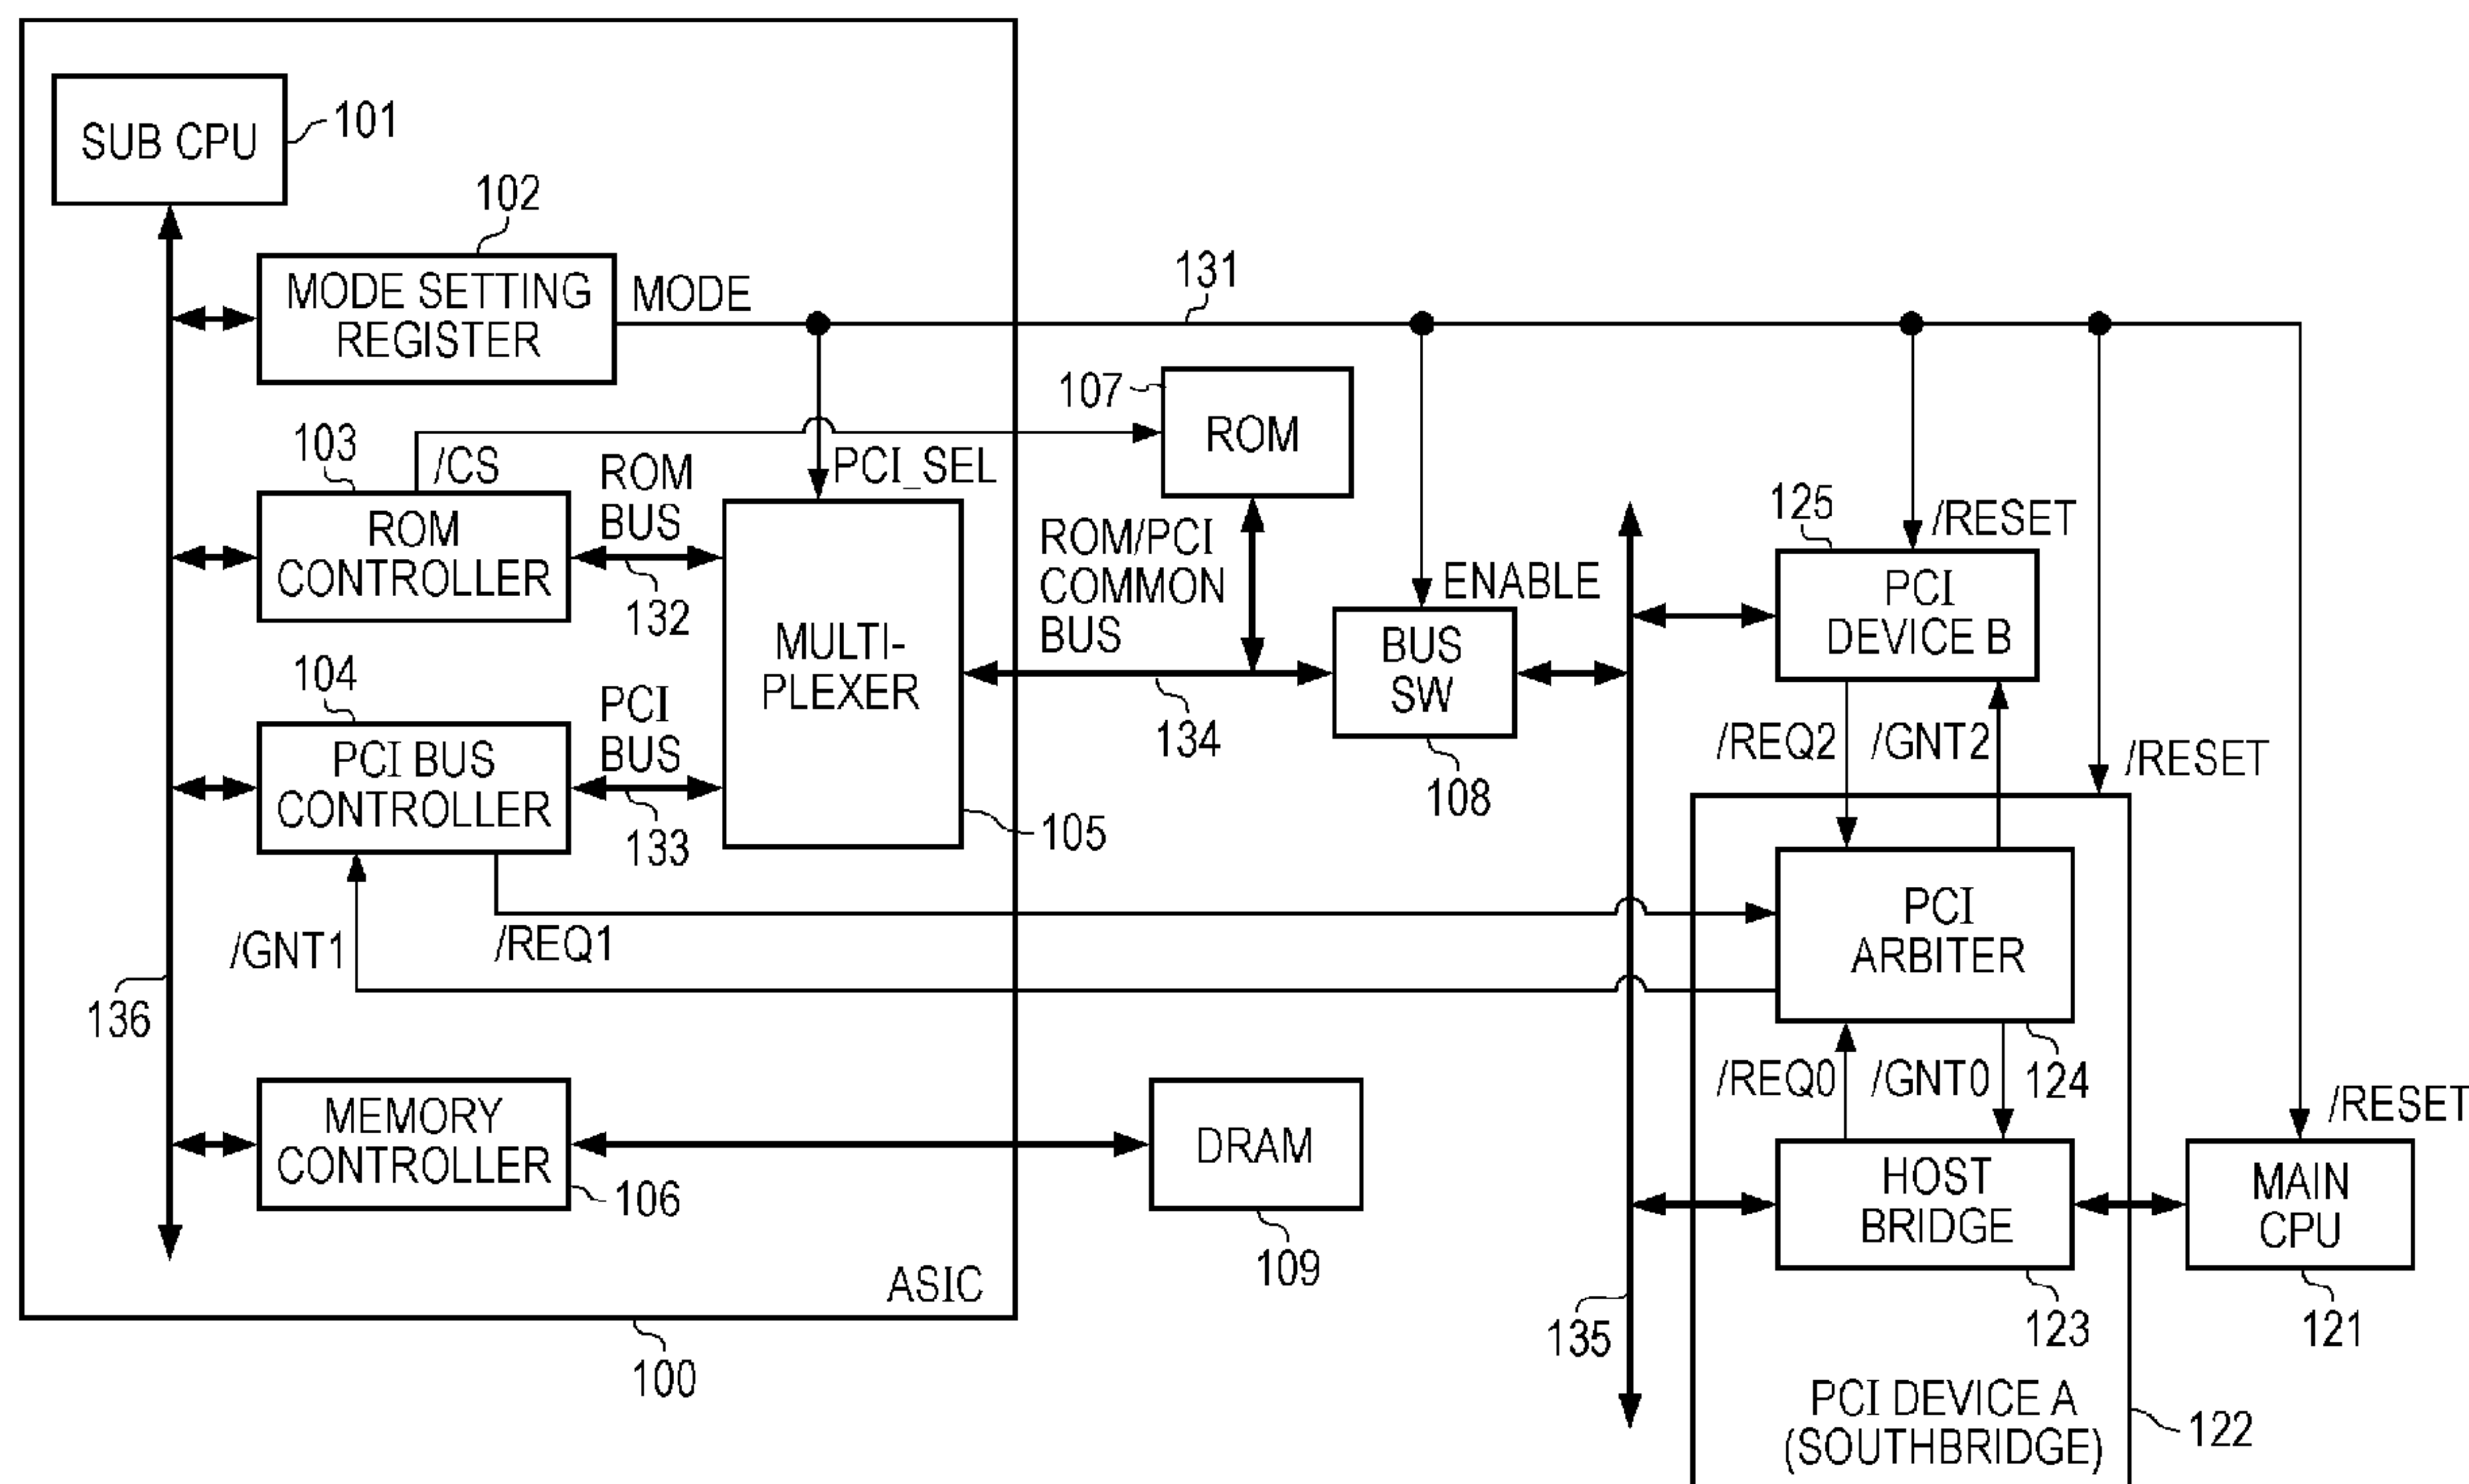 SUB CPU
101
102
MODE SETTING
REGISTER
MODE
131
107
ROM
103
/CS
ROM
BUS
PCI_SEL
ROM
CONTROLLER
132
MULTI-
PLEXER
ROM/PCI
COMMON
BUS
134
ENABLE
BUS
SW
108
125
/RESET
PCI
DEVICE B
104
PCI
BUS
PCI BUS
CONTROLLER
133
105
/REQ2
/GNT2
/RESET
/GNT1
/REQ1
PCI
ARBITER
124
136
/REQ0
/GNT0
/RESET
MEMORY
CONTROLLER
106
DRAM
109
HOST
BRIDGE
123
MAIN
CPU
121
ASIC
100
135
PCI DEVICE A
(SOUTHBRIDGE)
122